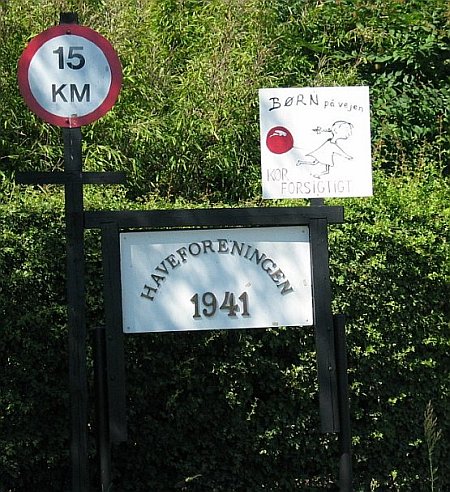 15
KM
BØRN på vejen
KØR
FORSIGTIGT
HAVEFORENINGEN
1941